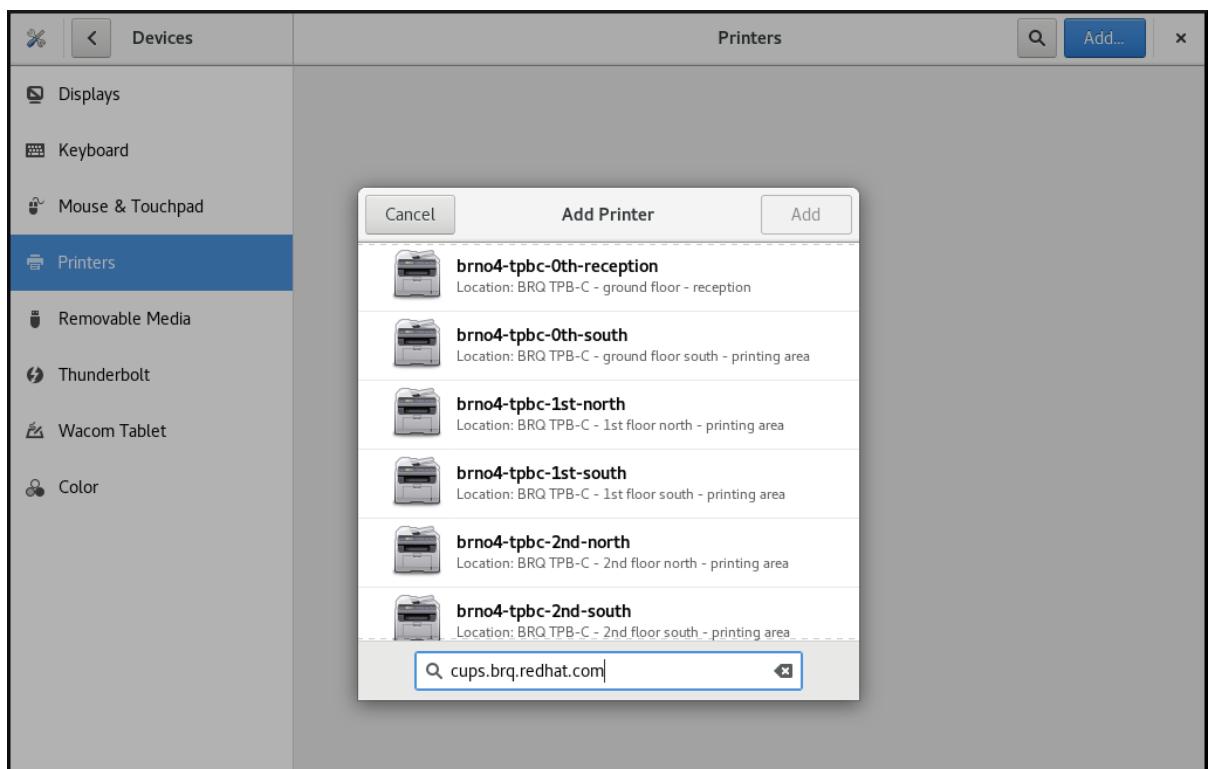 Devices
Printers
Add...
Displays
Keyboard
Mouse & Touchpad
Printers
Removable Media
Thunderbolt
Wacom Tablet
Color
Cancel
Add Printer
Add
brno4-tpbc-0th-reception
Location: BRQ TPB-C - ground floor - reception
brno4-tpbc-0th-south
Location: BRQ TPB-C - ground floor south - printing area
brno4-tpbc-1st-north
Location: BRQ TPB-C - 1st floor north - printing area
brno4-tpbc-1st-south
Location: BRQ TPB-C - 1st floor south - printing area
brno4-tpbc-2nd-north
Location: BRQ TPB-C - 2nd floor north - printing area
brno4-tpbc-2nd-south
Location: BRQ TPB-C - 2nd floor south - printing area
cups.brq.redhat.com